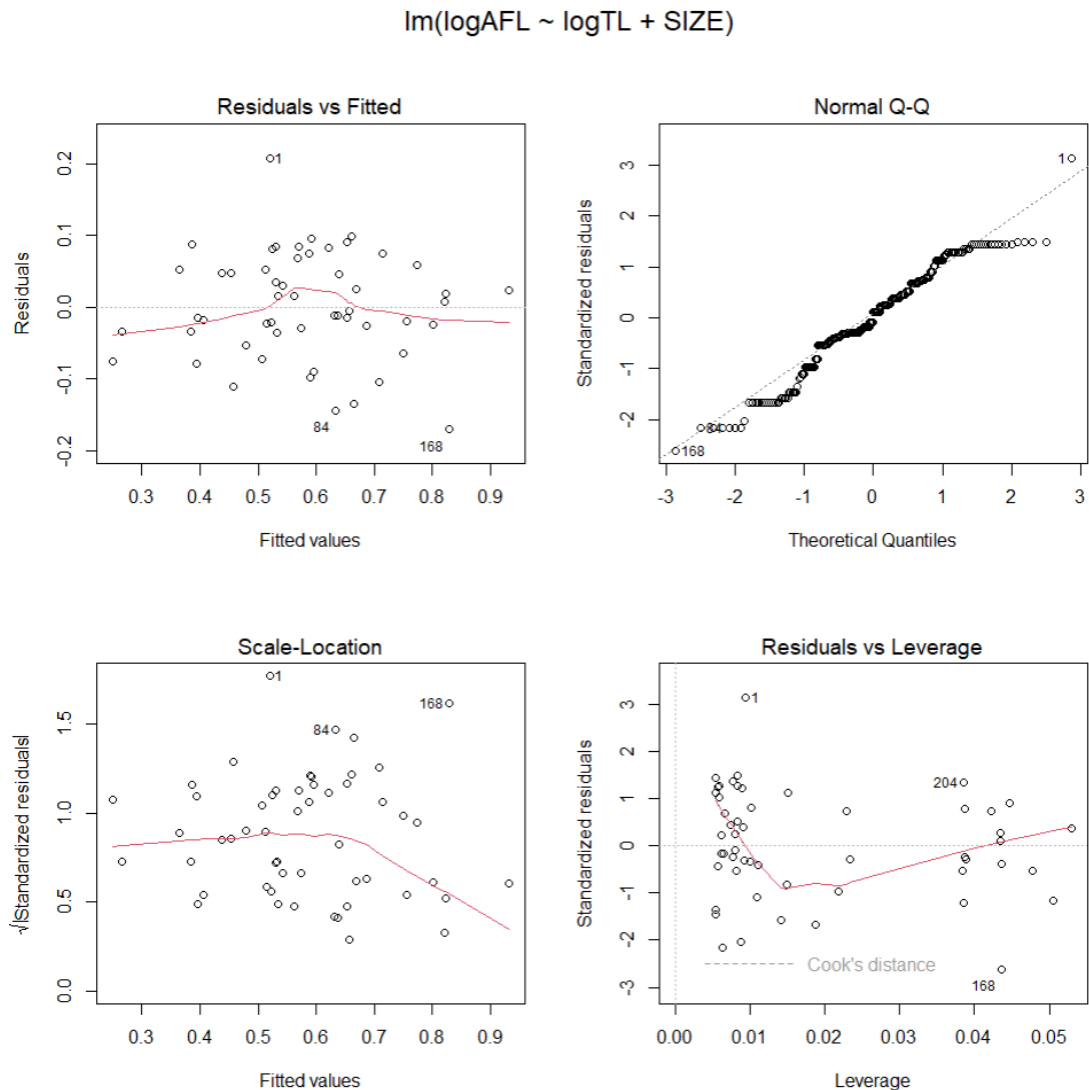 lm(logAFL ~ logTL + SIZE)
Residuals vs Fitted
Residuals
0.2
0.1
0.0
-0.1
-0.2
1
84
168
0.3 0.4 0.5 0.6 0.7 0.8 0.9
Fitted values
Normal Q-Q
Standardized residuals
3
2
1
0
-1
-2
1
84
168
-3 -2 -1 0 1 2 3
Theoretical Quantiles
Scale-Location
√|Standardized residuals|
1.5
1.0
0.5
0.0
1
168
84
0.3 0.4 0.5 0.6 0.7 0.8 0.9
Fitted values
Residuals vs Leverage
Standardized residuals
3
2
1
0
-1
-2
-3
1
204
Cook's distance
168
0.00 0.01 0.02 0.03 0.04 0.05
Leverage